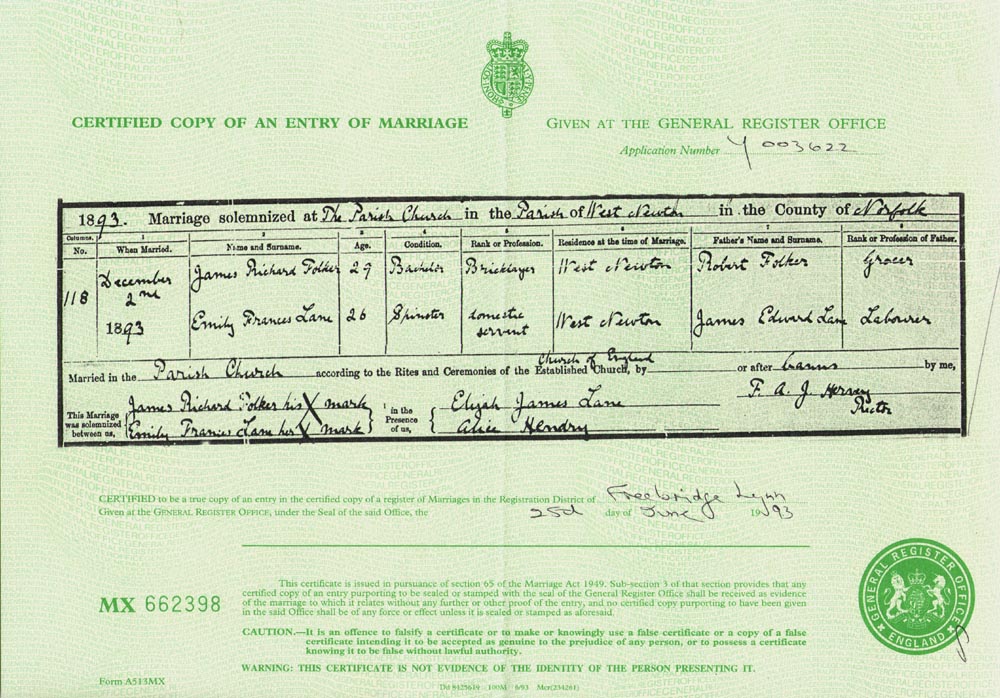 CERTIFIED COPY OF AN ENTRY OF MARRIAGE
GIVEN AT THE GENERAL REGISTER OFFICE
Application Number Y 003622
1893. Marriage solemnized at The Parish Church in the Parish of West Newton in the County of Norfolk
Columns. 1 2 3 4 5 6 7 8
No. When Married. Name and Surname. Age. Condition. Rank or Profession. Residence at the time of Marriage. Father's Name and Surname. Rank or Profession of Father.
118 December 2nd 1893
James Richard Folker 29 Bachelor Bricklayer West Newton Robert Folker Grocer
Emily Frances Lane 26 Spinster domestic servent West Newton James Edward Lane Labourer
Married in the Parish Church according to the Rites and Ceremonies of the Established Church, Church of England by or after banns by me,
F. A. J. Hervey
Rector
This Marriage was solemnized between us,
James Richard Folker his X mark
Emily Frances Lane her X mark
in the Presence of us,
Elijah James Lane
Alice Hendry
CERTIFIED to be a true copy of an entry in the certified copy of a register of Marriages in the Registration District of Freebridge Lynn
Given at the GENERAL REGISTER OFFICE, under the Seal of the said Office, the 25d day of June 1993
MX 662398
This certificate is issued in pursuance of section 65 of the Marriage Act 1949. Sub-section 3 of that section provides that any
certified copy of an entry purporting to be sealed or stamped with the seal of the General Register Office shall be received as evidence
of the marriage to which it relates without any further or other proof of the entry, and no certified copy purporting to have been given
in the said Office shall be of any force or effect unless it is sealed or stamped as aforesaid.
CAUTION.—It is an offence to falsify a certificate or to make or knowingly use a false certificate or a copy of a false
certificate intending it to be accepted as genuine to the prejudice of any person, or to possess a certificate
knowing it to be false without lawful authority.
WARNING: THIS CERTIFICATE IS NOT EVIDENCE OF THE IDENTITY OF THE PERSON PRESENTING IT.
GENERAL REGISTER OFFICE
ENGLAND
Form A513MX
Dd 8425619 100M 6/93 Mcr(234261)